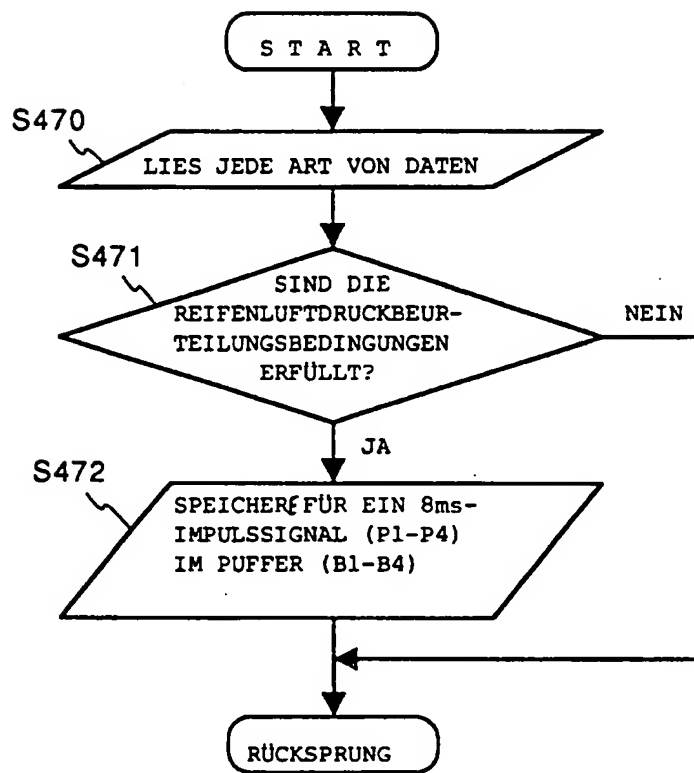 S T A R T
S470
LIES JEDE ART VON DATEN
S471
SIND DIE
REIFENLUFTDRUCKBEUR-
TEILUNGSBEDINGUNGEN
ERFÜLLT?
NEIN
JA
S472
SPEICHERE FÜR EIN 8ms-
IMPULSSIGNAL (P1-P4)
IM PUFFER (B1-B4)
RÜCKSPRUNG